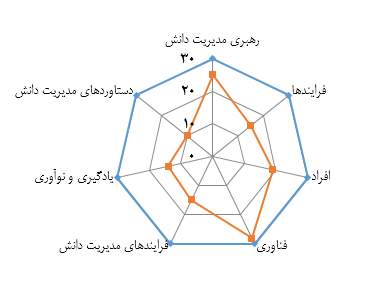 رهبری مدیریت دانش
۳۰
دستاوردهای مدیریت دانش
فرایندها
۲۰
۱۰
۰
یادگیری و نوآوری
افراد
فرایندهای مدیریت دانش
فناوری